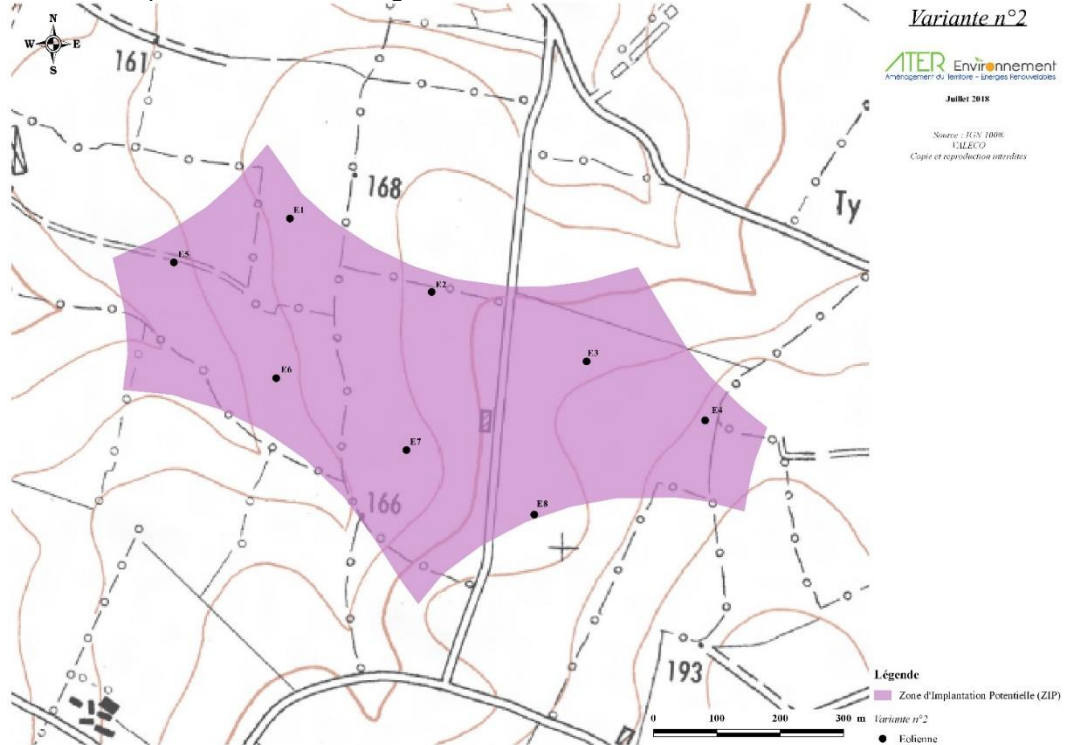 Variante n°2
ATER Environnement
Aménagement du Territoire - Energies Renouvelables
Juillet 2018
Source : IGN 100%
VALECO
Copie et reproduction interdites
N
W E
S
161
168
Ty
E1
E5
E2
E3
E6
E4
E7
166
E8
193
Légende
Zone d'Implantation Potentielle (ZIP)
Variante n°2
Eolienne
0 100 200 300 m